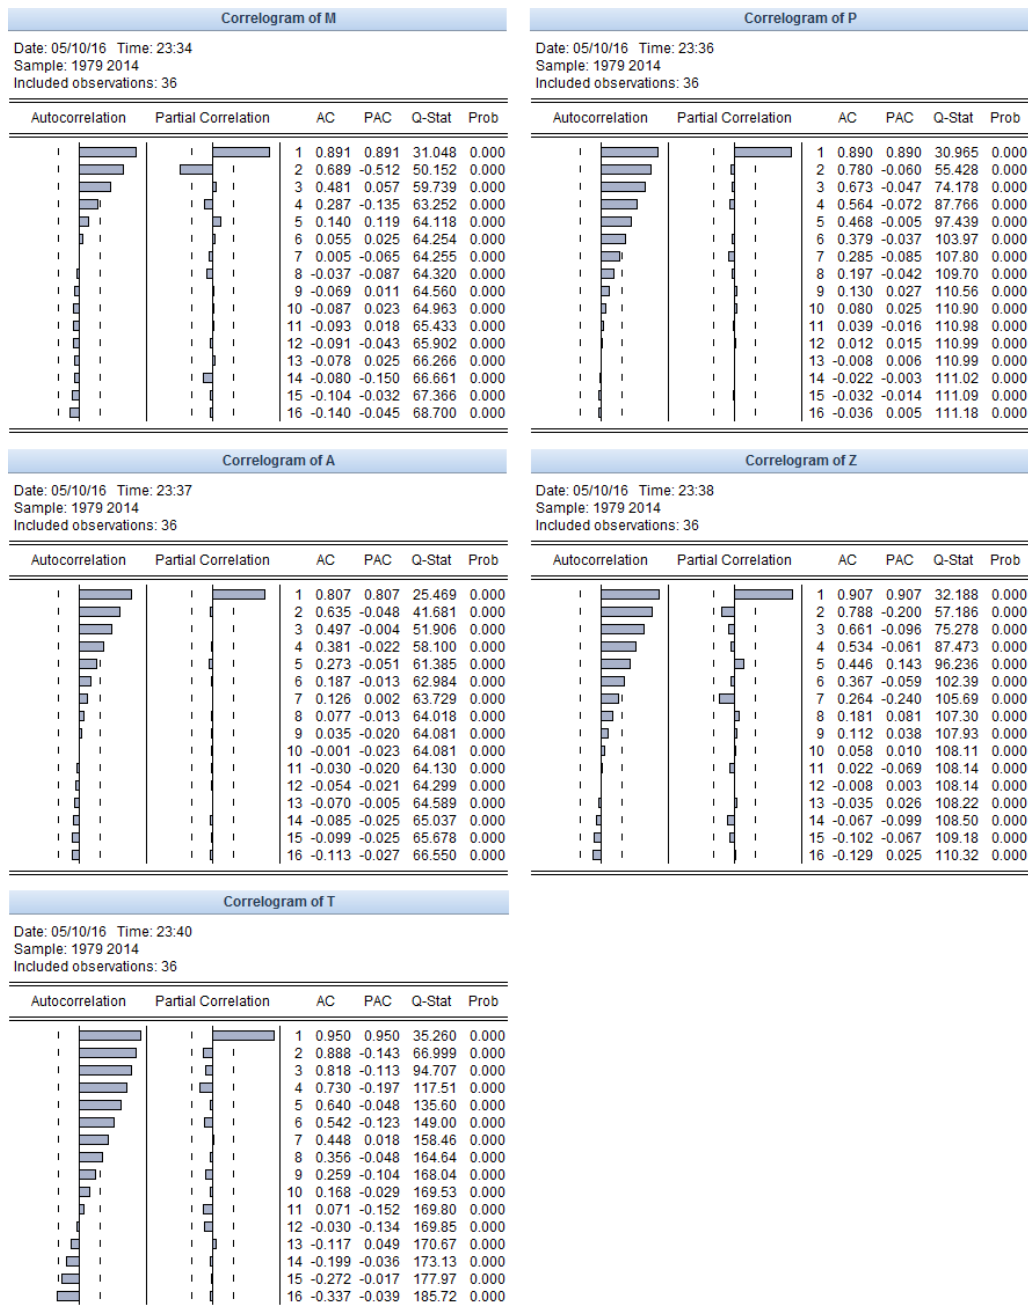 Correlogram of M
Date: 05/10/16 Time: 23:34
Sample: 1979 2014
Included observations: 36
Autocorrelation Partial Correlation AC PAC Q-Stat Prob
1 0.891 0.891 31.048 0.000
2 0.689 -0.512 50.152 0.000
3 0.481 0.057 59.739 0.000
4 0.287 -0.135 63.252 0.000
5 0.140 0.119 64.118 0.000
6 0.055 0.025 64.254 0.000
7 0.005 -0.065 64.255 0.000
8 -0.037 -0.087 64.320 0.000
9 -0.069 0.011 64.560 0.000
10 -0.087 0.023 64.963 0.000
11 -0.093 0.018 65.433 0.000
12 -0.091 -0.043 65.902 0.000
13 -0.078 0.025 66.266 0.000
14 -0.080 -0.150 66.661 0.000
15 -0.104 -0.032 67.366 0.000
16 -0.140 -0.045 68.700 0.000
Correlogram of P
Date: 05/10/16 Time: 23:36
Sample: 1979 2014
Included observations: 36
Autocorrelation Partial Correlation AC PAC Q-Stat Prob
1 0.890 0.890 30.965 0.000
2 0.780 -0.060 55.428 0.000
3 0.673 -0.047 74.178 0.000
4 0.564 -0.072 87.766 0.000
5 0.468 -0.005 97.439 0.000
6 0.379 -0.037 103.97 0.000
7 0.285 -0.085 107.80 0.000
8 0.197 -0.042 109.70 0.000
9 0.130 0.027 110.56 0.000
10 0.080 0.025 110.90 0.000
11 0.039 -0.016 110.98 0.000
12 0.012 0.015 110.99 0.000
13 -0.008 0.006 110.99 0.000
14 -0.022 -0.003 111.02 0.000
15 -0.032 -0.014 111.09 0.000
16 -0.036 0.005 111.18 0.000
Correlogram of A
Date: 05/10/16 Time: 23:37
Sample: 1979 2014
Included observations: 36
Autocorrelation Partial Correlation AC PAC Q-Stat Prob
1 0.807 0.807 25.469 0.000
2 0.635 -0.048 41.681 0.000
3 0.497 -0.004 51.906 0.000
4 0.381 -0.022 58.100 0.000
5 0.273 -0.051 61.385 0.000
6 0.187 -0.013 62.984 0.000
7 0.126 0.002 63.729 0.000
8 0.077 -0.013 64.018 0.000
9 0.035 -0.020 64.081 0.000
10 -0.001 -0.023 64.081 0.000
11 -0.030 -0.020 64.130 0.000
12 -0.054 -0.021 64.299 0.000
13 -0.070 -0.005 64.589 0.000
14 -0.085 -0.025 65.037 0.000
15 -0.099 -0.025 65.678 0.000
16 -0.113 -0.027 66.550 0.000
Correlogram of Z
Date: 05/10/16 Time: 23:38
Sample: 1979 2014
Included observations: 36
Autocorrelation Partial Correlation AC PAC Q-Stat Prob
1 0.907 0.907 32.188 0.000
2 0.788 -0.200 57.186 0.000
3 0.661 -0.096 75.278 0.000
4 0.534 -0.061 87.473 0.000
5 0.446 0.143 96.236 0.000
6 0.367 -0.059 102.39 0.000
7 0.264 -0.240 105.69 0.000
8 0.181 0.081 107.30 0.000
9 0.112 0.038 107.93 0.000
10 0.058 0.010 108.11 0.000
11 0.022 -0.069 108.14 0.000
12 -0.008 0.003 108.14 0.000
13 -0.035 0.026 108.22 0.000
14 -0.067 -0.099 108.50 0.000
15 -0.102 -0.067 109.18 0.000
16 -0.129 0.025 110.32 0.000
Correlogram of T
Date: 05/10/16 Time: 23:40
Sample: 1979 2014
Included observations: 36
Autocorrelation Partial Correlation AC PAC Q-Stat Prob
1 0.950 0.950 35.260 0.000
2 0.888 -0.143 66.999 0.000
3 0.818 -0.113 94.707 0.000
4 0.730 -0.197 117.51 0.000
5 0.640 -0.048 135.60 0.000
6 0.542 -0.123 149.00 0.000
7 0.448 0.018 158.46 0.000
8 0.356 -0.048 164.64 0.000
9 0.259 -0.104 168.04 0.000
10 0.168 -0.029 169.53 0.000
11 0.071 -0.152 169.80 0.000
12 -0.030 -0.134 169.85 0.000
13 -0.117 0.049 170.67 0.000
14 -0.199 -0.036 173.13 0.000
15 -0.272 -0.017 177.97 0.000
16 -0.337 -0.039 185.72 0.000